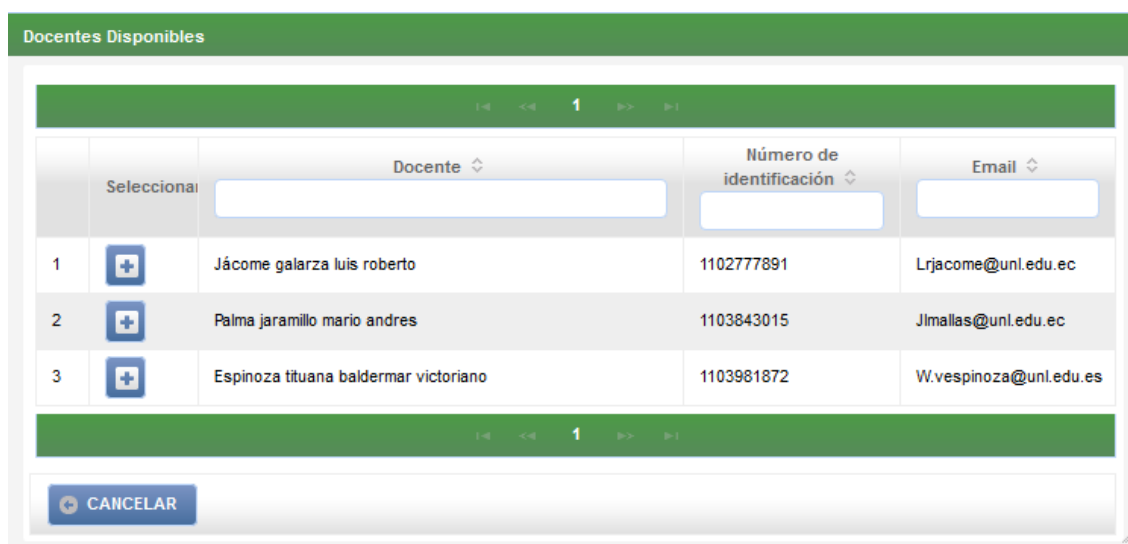 Docentes Disponibles
1
Seleccionar Docente Número de identificación Email
1 Jácome galarza luis roberto 1102777891 Lrjacome@unl.edu.ec
2 Palma jaramillo mario andres 1103843015 Jlmallas@unl.edu.ec
3 Espinoza tituana baldermar victoriano 1103981872 W.vespinoza@unl.edu.es
1
CANCELAR